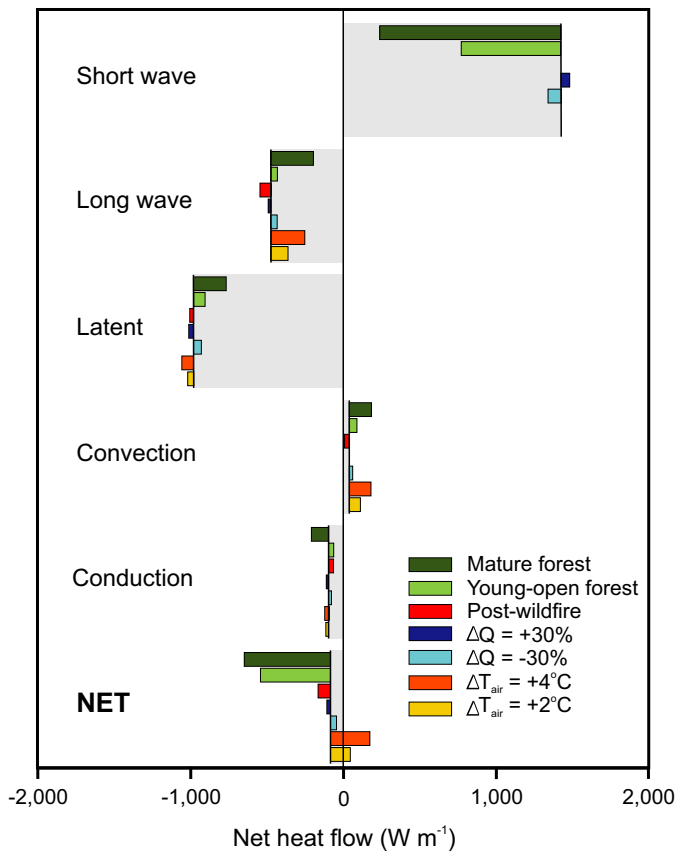 Short wave
Long wave
Latent
Convection
Conduction
NET
Mature forest
Young-open forest
Post-wildfire
ΔQ = +30%
ΔQ = -30%
ΔTair = +4°C
ΔTair = +2°C
-2,000 -1,000 0 1,000 2,000
Net heat flow (W m⁻¹)